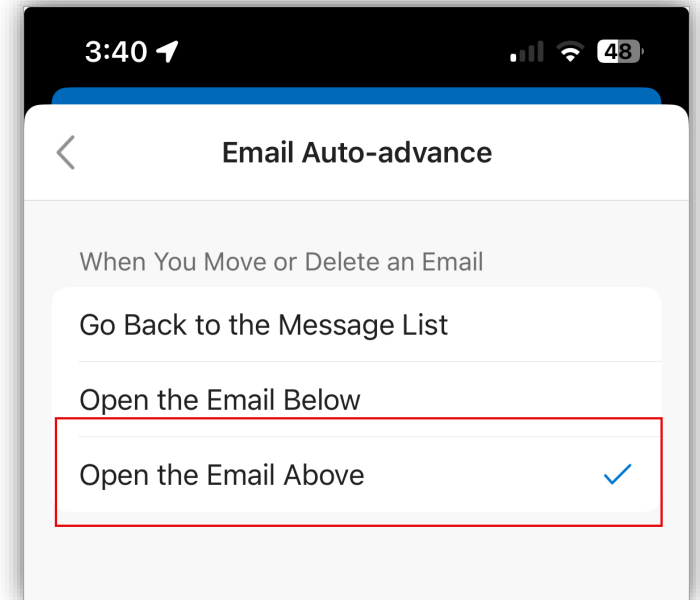 3:40
48
Email Auto-advance
When You Move or Delete an Email
Go Back to the Message List
Open the Email Below
Open the Email Above